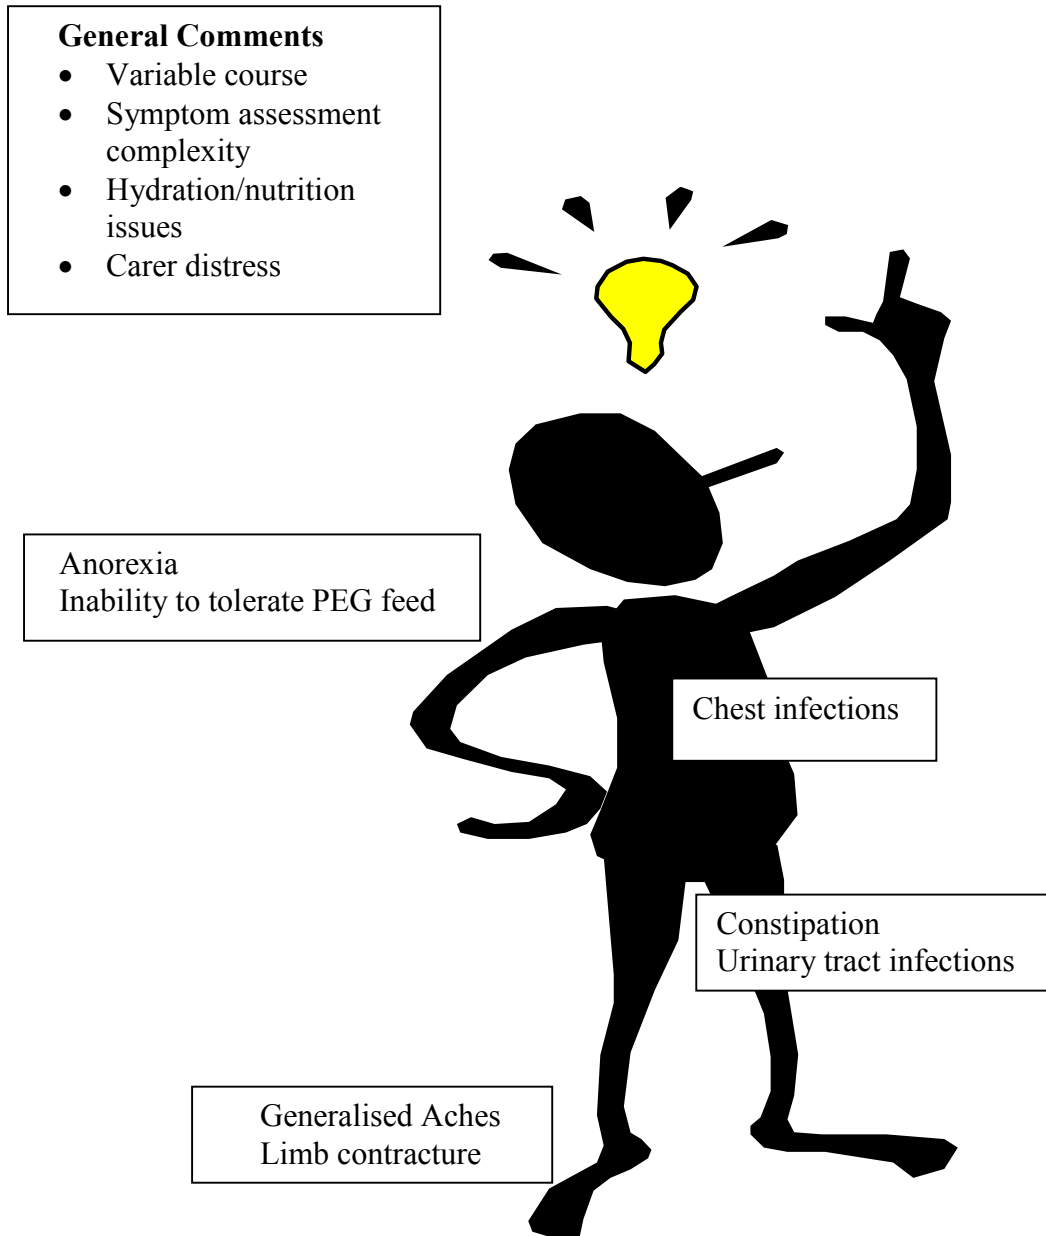 General Comments
• Variable course
• Symptom assessment
complexity
• Hydration/nutrition
issues
• Carer distress
Anorexia
Inability to tolerate PEG feed
Chest infections
Constipation
Urinary tract infections
Generalised Aches
Limb contracture